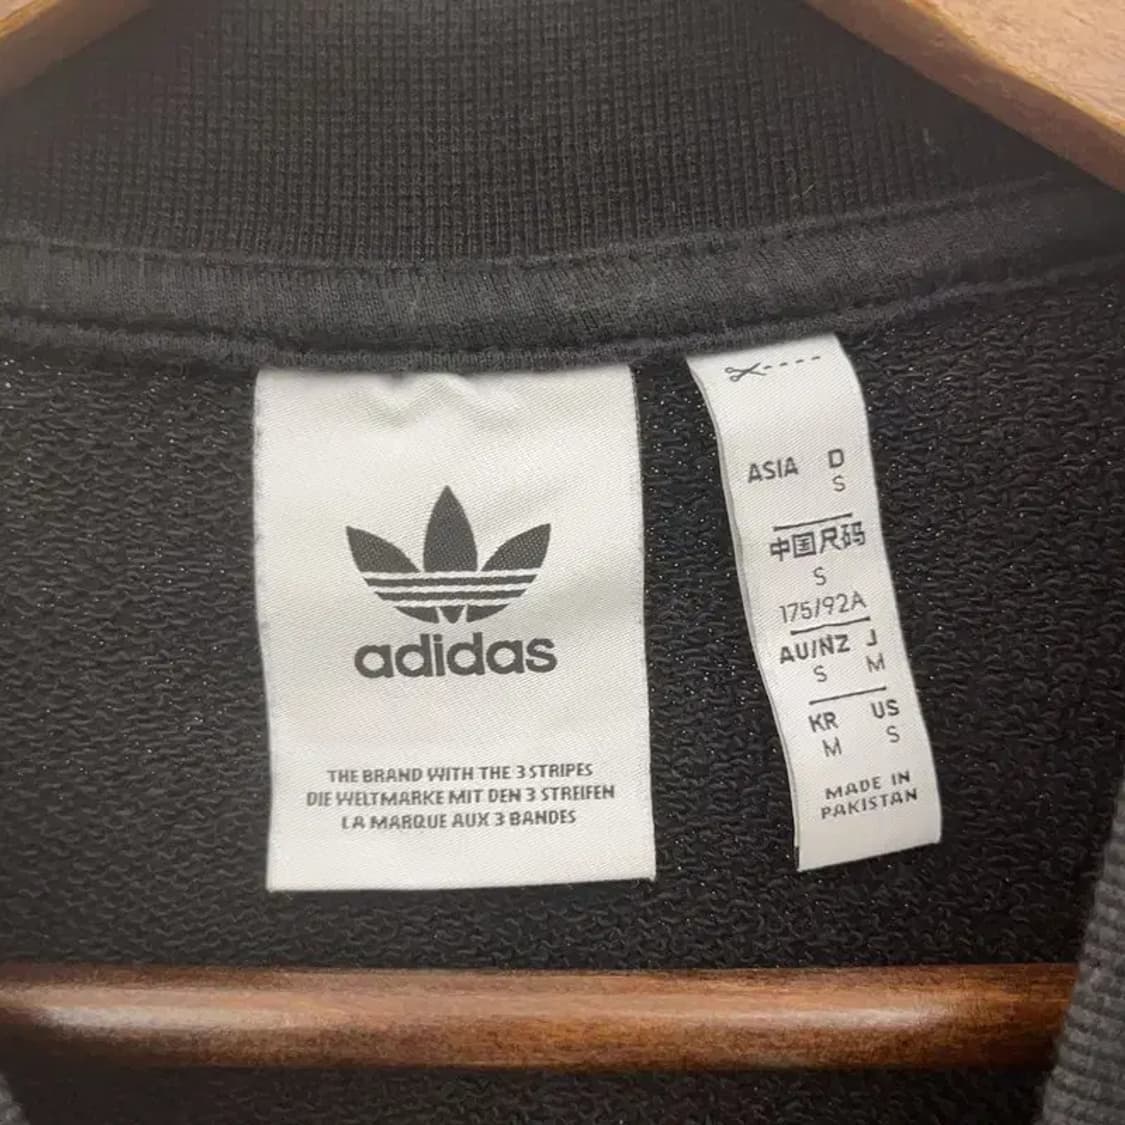 adidas
THE BRAND WITH THE 3 STRIPES
DIE WELTMARKE MIT DEN 3 STREIFEN
LA MARQUE AUX 3 BANDES
ASIA D
S
中国尺码
S
175/92A
AU/NZ J
S M
KR US
M S
MADE IN
PAKISTAN